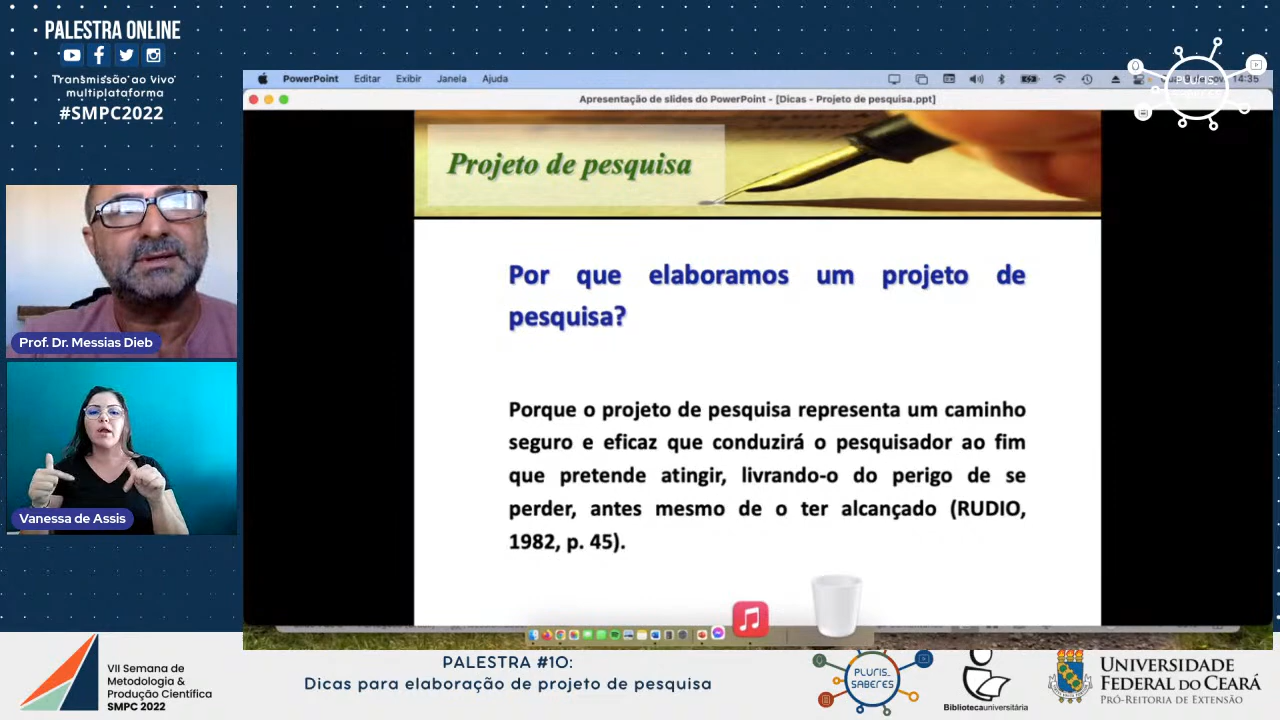 PALESTRA ONLINE
Transmissão ao vivo
multiplataforma
#SMPC2022
PowerPoint Editar Exibir Janela Ajuda
14:35
Apresentação de slides do PowerPoint - [Dicas - Projeto de pesquisa.ppt]
Projeto de pesquisa
Por que elaboramos um projeto de
pesquisa?
Porque o projeto de pesquisa representa um caminho
seguro e eficaz que conduzirá o pesquisador ao fim
que pretende atingir, livrando-o do perigo de se
perder, antes mesmo de o ter alcançado (RUDIO,
1982, p. 45).
Prof. Dr. Messias Dieb
Vanessa de Assis
VII Semana de
Metodologia &
Produção Científica
SMPC 2022
PALESTRA #10:
Dicas para elaboração de projeto de pesquisa
PLURIS_
SABERES
Bibliotecauniversitária
UNIVERSIDADE
FEDERAL DO CEARÁ
PRÓ-REITORIA DE EXTENSÃO